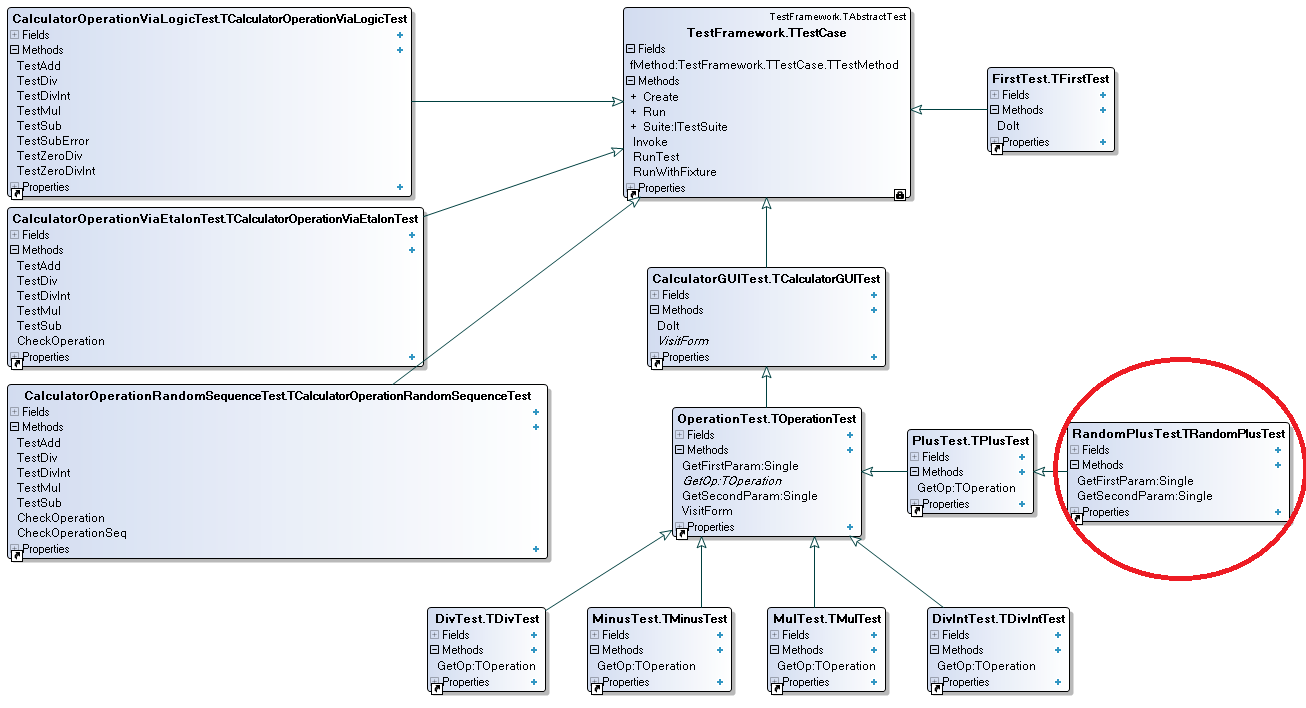 CalculatorOperationViaLogicTest.TCalculatorOperationViaLogicTest
Fields
Methods
TestAdd
TestDiv
TestDivInt
TestMul
TestSub
TestSubError
TestZeroDiv
TestZeroDivInt
Properties
TestFramework.TAbstractTest
TestFramework.TTestCase
Fields
fMethod:TestFramework.TTestCase.TTestMethod
Methods
+ Create
+ Run
+ Suite:ITestSuite
Invoke
RunTest
RunWithFixture
Properties
FirstTest.TFirstTest
Fields
Methods
DoIt
Properties
CalculatorOperationViaEtalonTest.TCalculatorOperationViaEtalonTest
Fields
Methods
TestAdd
TestDiv
TestDivInt
TestMul
TestSub
CheckOperation
Properties
CalculatorGUITest.TCalculatorGUITest
Fields
Methods
DoIt
VisitForm
Properties
CalculatorOperationRandomSequenceTest.TCalculatorOperationRandomSequenceTest
Fields
Methods
TestAdd
TestDiv
TestDivInt
TestMul
TestSub
CheckOperation
CheckOperationSeq
Properties
OperationTest.TOperationTest
Fields
Methods
GetFirstParam:Single
GetOp:TOperation
GetSecondParam:Single
VisitForm
Properties
PlusTest.TPlusTest
Fields
Methods
GetOp:TOperation
Properties
RandomPlusTest.TRandomPlusTest
Fields
Methods
GetFirstParam:Single
GetSecondParam:Single
Properties
DivTest.TDivTest
Fields
Methods
GetOp:TOperation
Properties
MinusTest.TMinusTest
Fields
Methods
GetOp:TOperation
Properties
MulTest.TMulTest
Fields
Methods
GetOp:TOperation
Properties
DivIntTest.TDivIntTest
Fields
Methods
GetOp:TOperation
Properties